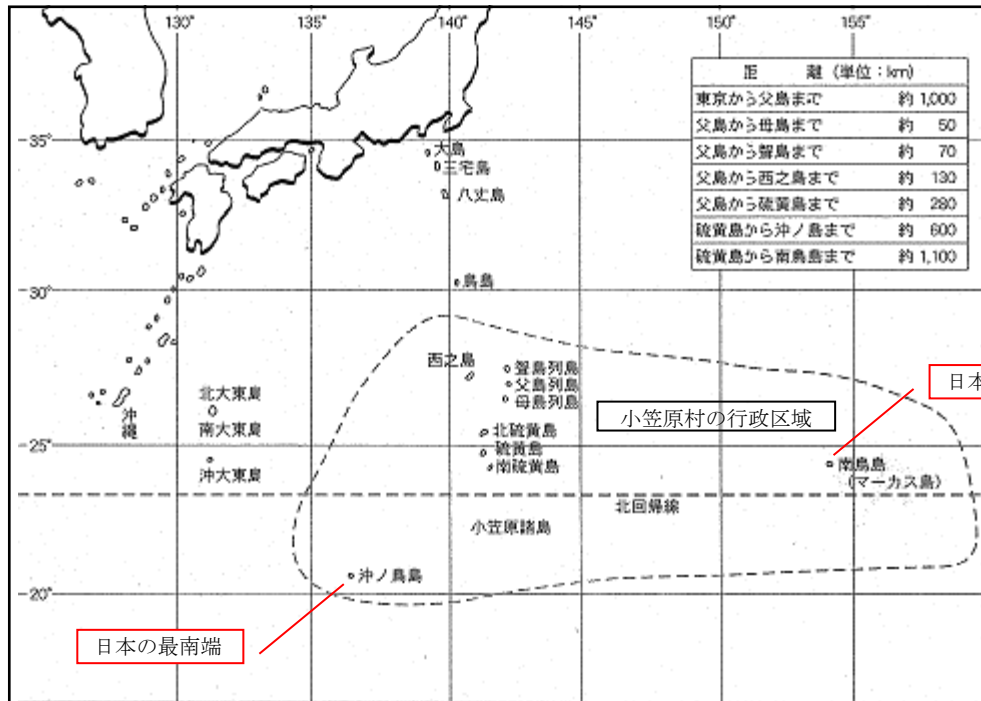 130° 135° 140° 145° 150° 155°
距 離 (単位:km)
東京から父島まで 約 1,000
父島から母島まで 約 50
父島から聟島まで 約 70
父島から西之島まで 約 130
父島から硫黄島まで 約 280
硫黄島から沖ノ島まで 約 600
硫黄島から南鳥島まで 約 1,100
35°
大島
三宅島
八丈島
鳥島
30°
西之島
聟島列島
父島列島
母島列島
日本
北大東島
沖縄
小笠原村の行政区域
南大東島
北硫黄島
25°
硫黄島
南硫黄島
沖大東島
南鳥島
(マーカス島)
北回帰線
小笠原諸島
沖ノ鳥島
20°
日本の最南端